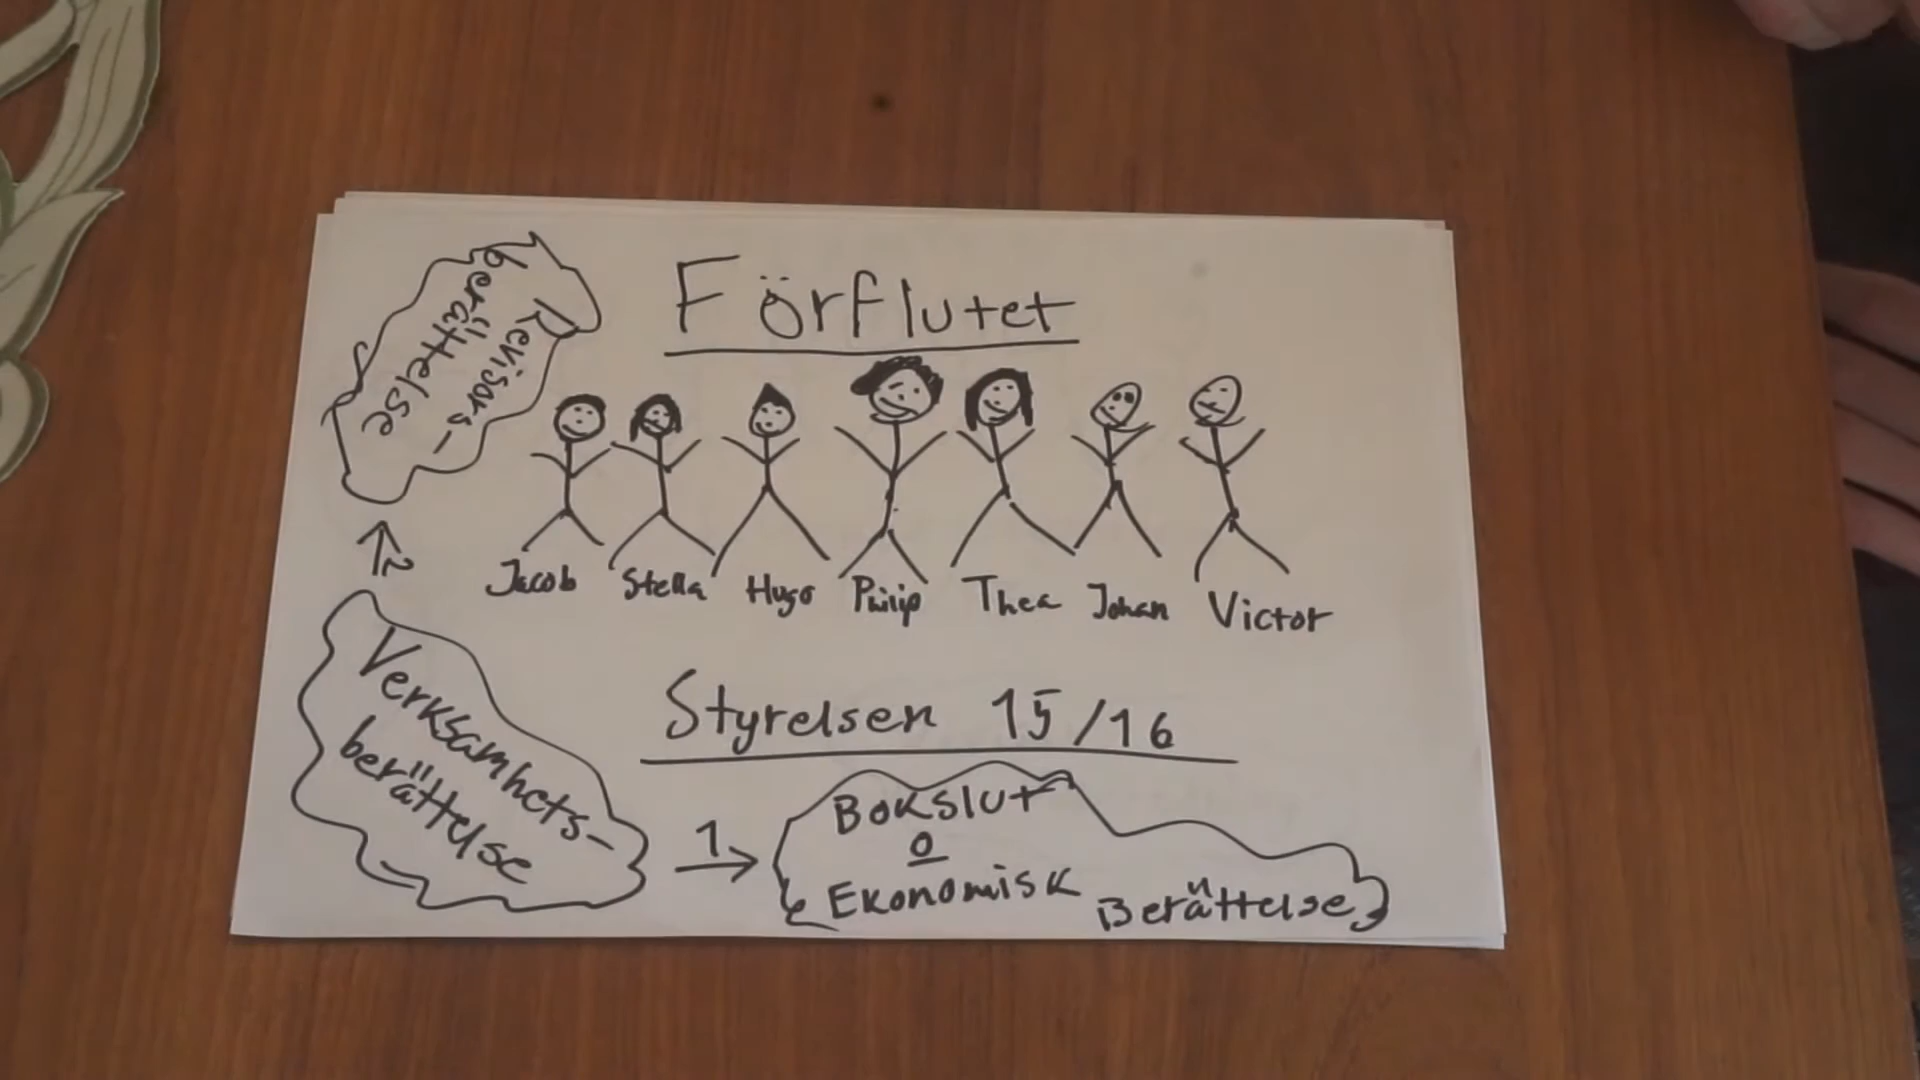 Förflutet
Revisors-
berättelse
Jacob Stella Hugo Philip Thea Johan Victor
2
Verksamhets-
berättelse
Styrelsen 15/16
1
Bokslut
o
Ekonomisk Berättelse